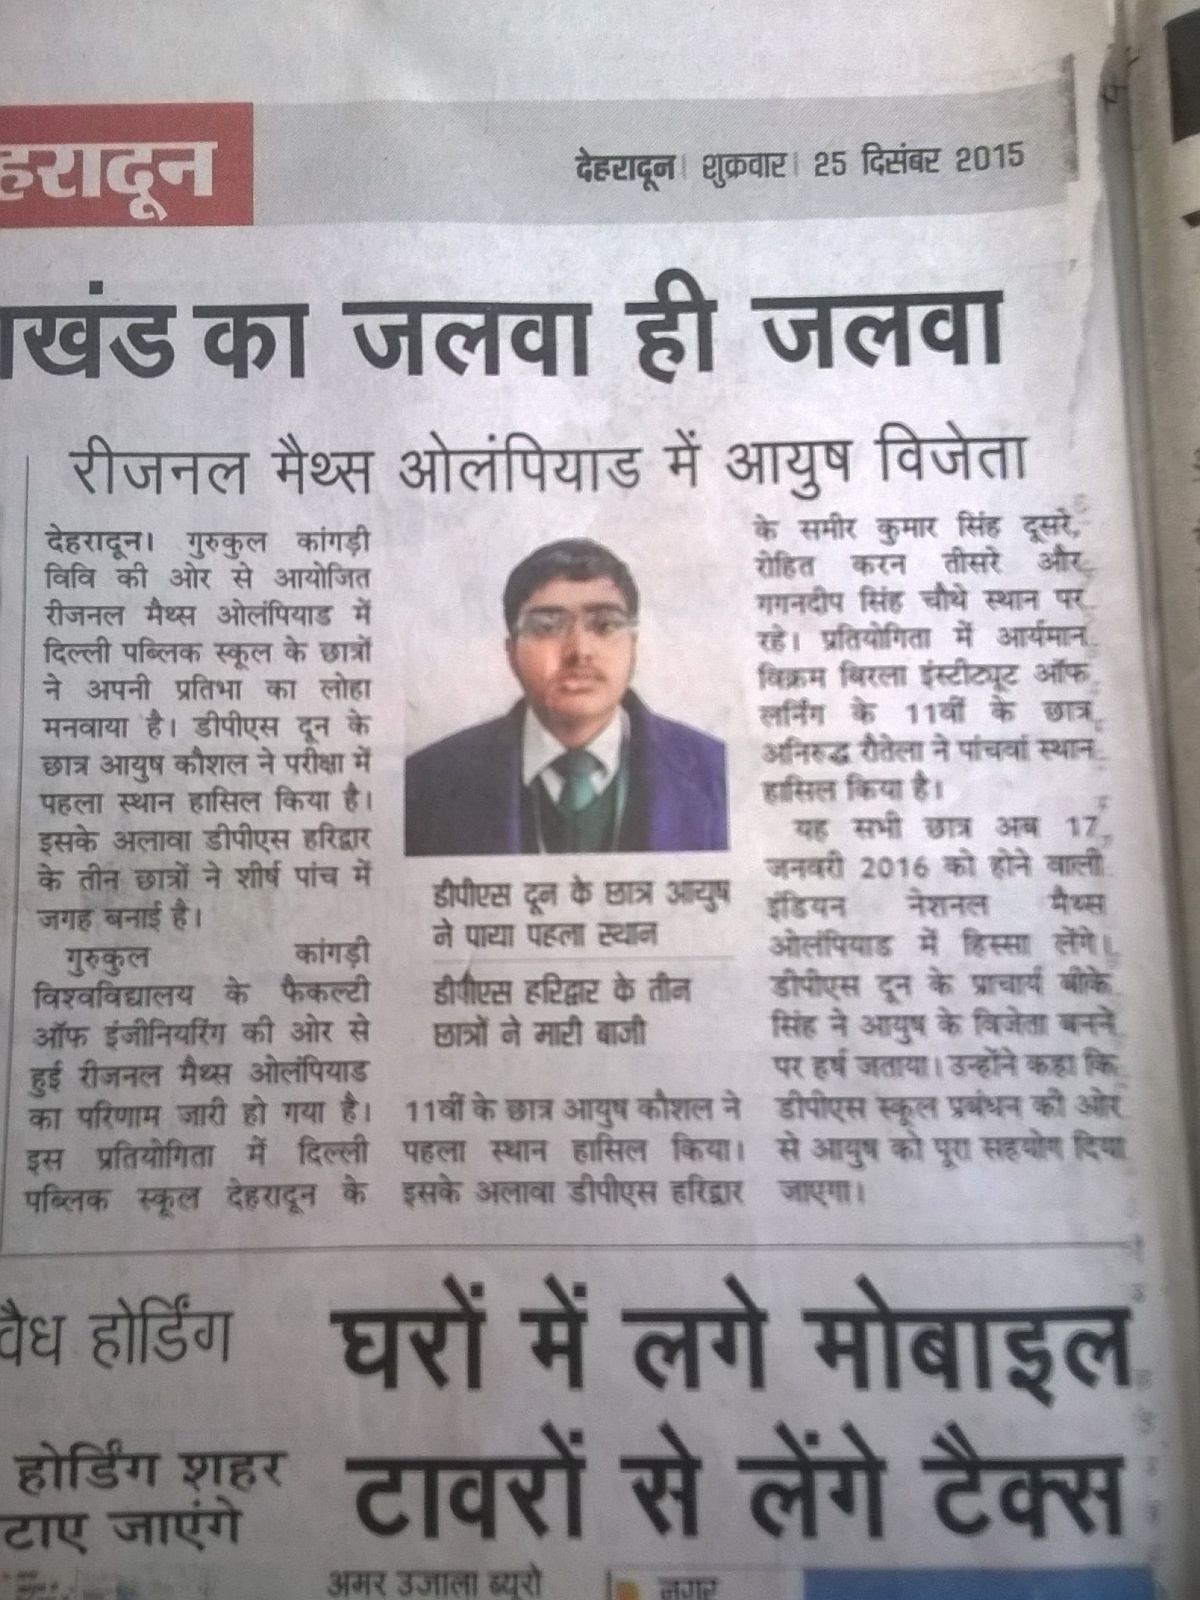 हरादून
देहरादून। शुक्रवार। 25 दिसंबर 2015
खंड का जलवा ही जलवा
रीजनल मैथ्स ओलंपियाड में आयुष विजेता
देहरादून। गुरुकुल कांगड़ी
विवि की ओर से आयोजित
रीजनल मैथ्स ओलंपियाड में
दिल्ली पब्लिक स्कूल के छात्रों
ने अपनी प्रतिभा का लोहा
मनवाया है। डीपीएस दून के
छात्र आयुष कौशल ने परीक्षा में
पहला स्थान हासिल किया है।
इसके अलावा डीपीएस हरिद्वार
के तीन छात्रों ने शीर्ष पांच में
जगह बनाई है।
गुरुकुल कांगड़ी
विश्वविद्यालय के फैकल्टी
ऑफ इंजीनियरिंग की ओर से
हुई रीजनल मैथ्स ओलंपियाड
का परिणाम जारी हो गया है।
इस प्रतियोगिता में दिल्ली
पब्लिक स्कूल देहरादून के
डीपीएस दून के छात्र आयुष
ने पाया पहला स्थान
डीपीएस हरिद्वार के तीन
छात्रों ने मारी बाजी
11वीं के छात्र आयुष कौशल ने
पहला स्थान हासिल किया।
इसके अलावा डीपीएस हरिद्वार
के समीर कुमार सिंह दूसरे,
रोहित करन तीसरे और
गगनदीप सिंह चौथे स्थान पर
रहे। प्रतियोगिता में आर्यमान
विक्रम बिरला इंस्टीट्यूट ऑफ
लर्निंग के 11वीं के छात्र
अनिरुद्ध रौतेला ने पांचवां स्थान
हासिल किया है।
यह सभी छात्र अब 17
जनवरी 2016 को होने वाली
इंडियन नेशनल मैथ्स
ओलंपियाड में हिस्सा लेंगे।
डीपीएस दून के प्राचार्य बीके
सिंह ने आयुष के विजेता बनने
पर हर्ष जताया। उन्होंने कहा कि
डीपीएस स्कूल प्रबंधन की ओर
से आयुष को पूरा सहयोग दिया
जाएगा।
वैध होर्डिंग
होर्डिंग शहर
टाए जाएंगे
घरों में लगे मोबाइल
टावरों से लेंगे टैक्स
अमर उजाला ब्यूरो